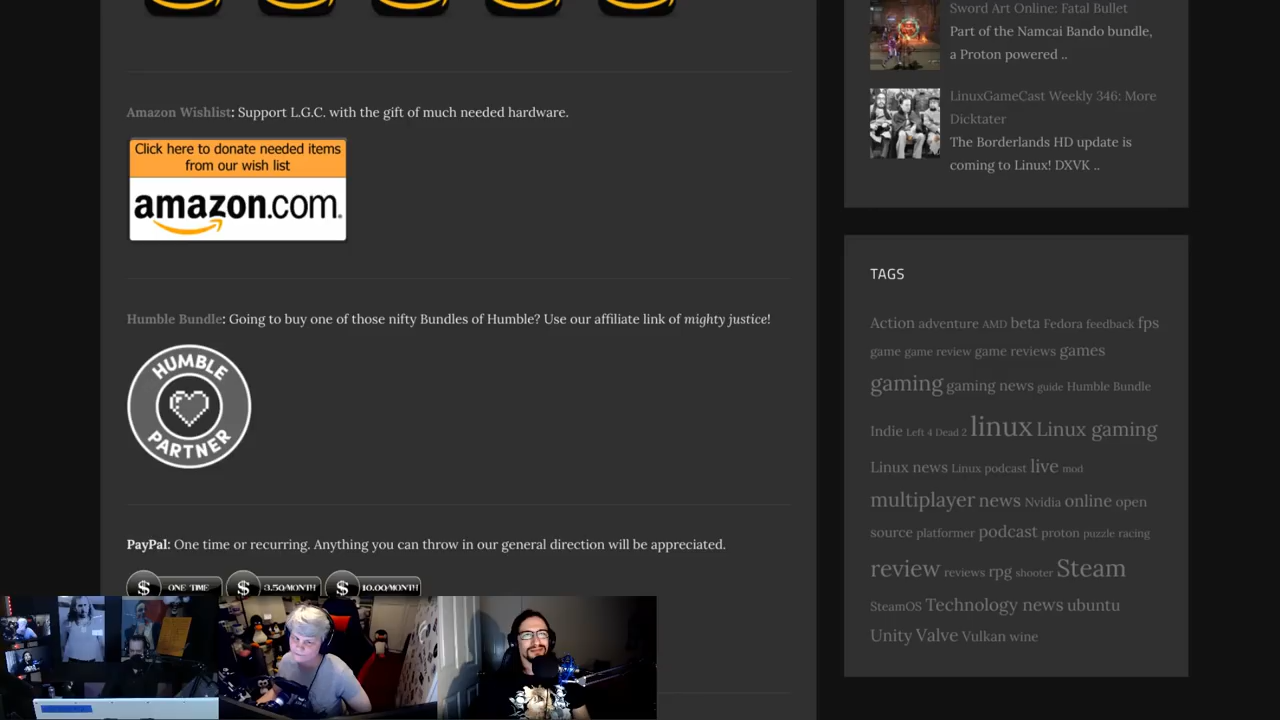 Amazon Wishlist: Support L.G.C. with the gift of much needed hardware.
Click here to donate needed items
from our wish list
amazon.com.
Humble Bundle: Going to buy one of those nifty Bundles of Humble? Use our affiliate link of mighty justice!
HUMBLE
PARTNER
PayPal: One time or recurring. Anything you can throw in our general direction will be appreciated.
$ ONE TIME $ 3.50/MONTH $ 10.00/MONTH
Sword Art Online: Fatal Bullet
Part of the Namcai Bando bundle,
a Proton powered ..
LinuxGameCast Weekly 346: More
Dicktater
The Borderlands HD update is
coming to Linux! DXVK ..
TAGS
Action adventure AMD beta Fedora feedback fps
game game review game reviews games
gaming gaming news guide Humble Bundle
Indie Left 4 Dead 2 linux Linux gaming
Linux news Linux podcast live mod
multiplayer news Nvidia online open
source platformer podcast proton puzzle racing
review reviews rpg shooter Steam
SteamOS Technology news ubuntu
Unity Valve Vulkan wine